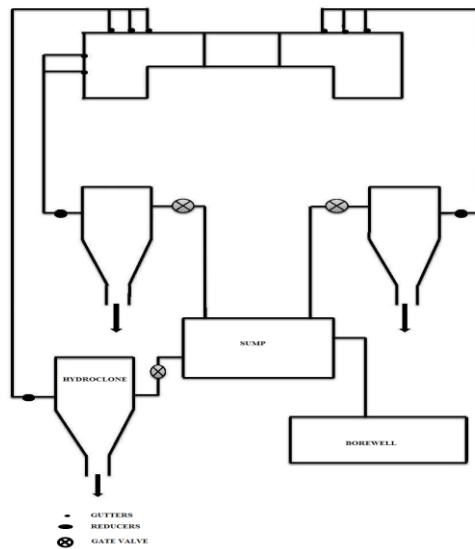 SUMP
HYDROCLONE
BOREWELL
GUTTERS
REDUCERS
GATE VALVE